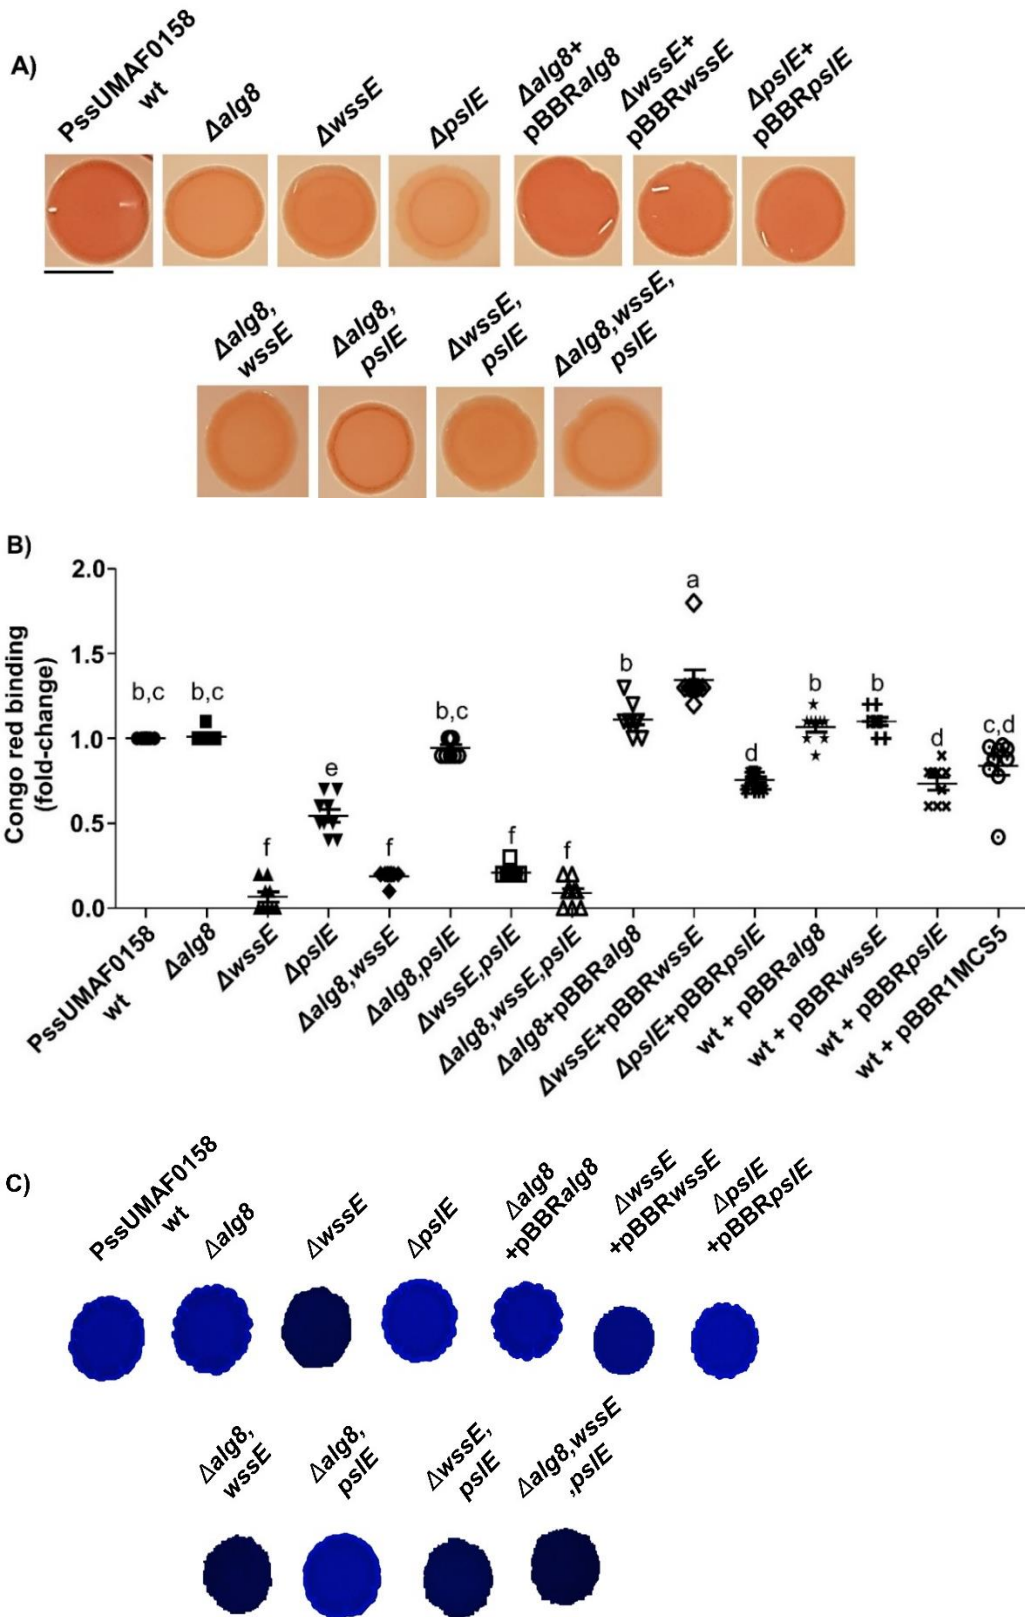 A)
PssUMAF0158
wt
Δalg8
ΔwssE
ΔpslE
Δalg8+
pBBRalg8
ΔwssE+
pBBRwssE
ΔpslE+
pBBRpslE
Δalg8,
wssE
Δalg8,
pslE
ΔwssE,
pslE
Δalg8,wssE,
pslE
B)
Congo red binding
(fold-change)
2.0
1.5
1.0
0.5
0.0
b,c
b,c
f
e
f
b,c
f
f
b
a
d
b
b
d
c,d
PssUMAF0158
wt
Δalg8
ΔwssE
ΔpslE
Δalg8,wssE
Δalg8,pslE
ΔwssE,pslE
Δalg8,wssE,pslE
Δalg8+pBBRalg8
ΔwssE+pBBRwssE
ΔpslE+pBBRpslE
wt + pBBRalg8
wt + pBBRwssE
wt + pBBRpslE
wt + pBBR1MCS5
C)
PssUMAF0158
wt
Δalg8
ΔwssE
ΔpslE
Δalg8
+pBBRalg8
ΔwssE
+pBBRwssE
ΔpslE
+pBBRpslE
Δalg8,
wssE
Δalg8,
pslE
ΔwssE,
pslE
Δalg8,wssE
,pslE